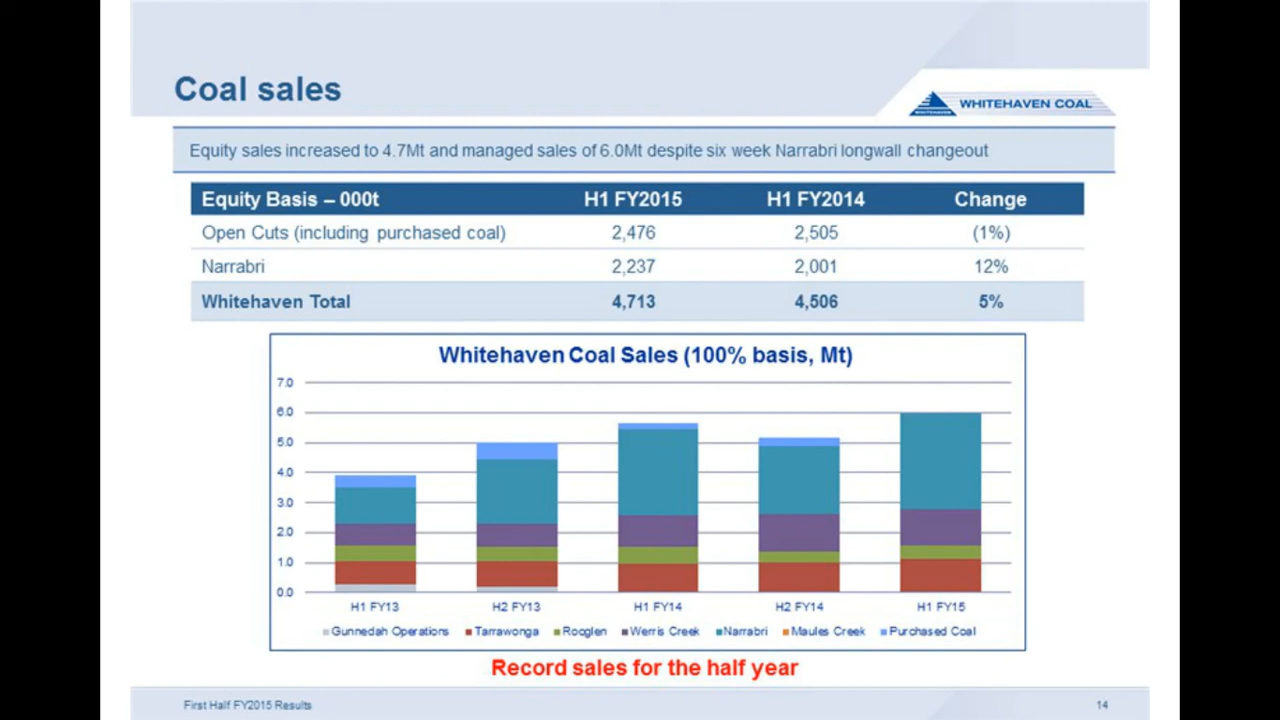 Coal sales
WHITEHAVEN COAL
WHITEHAVEN
Equity sales increased to 4.7Mt and managed sales of 6.0Mt despite six week Narrabri longwall changeout
Equity Basis – 000t H1 FY2015 H1 FY2014 Change
Open Cuts (including purchased coal) 2,476 2,505 (1%)
Narrabri 2,237 2,001 12%
Whitehaven Total 4,713 4,506 5%
Whitehaven Coal Sales (100% basis, Mt)
7.0
6.0
5.0
4.0
3.0
2.0
1.0
0.0
H1 FY13 H2 FY13 H1 FY14 H2 FY14 H1 FY15
Gunnedah Operations Tarrawonga Rocglen Werris Creek Narrabri Maules Creek Purchased Coal
Record sales for the half year
First Half FY2015 Results 14